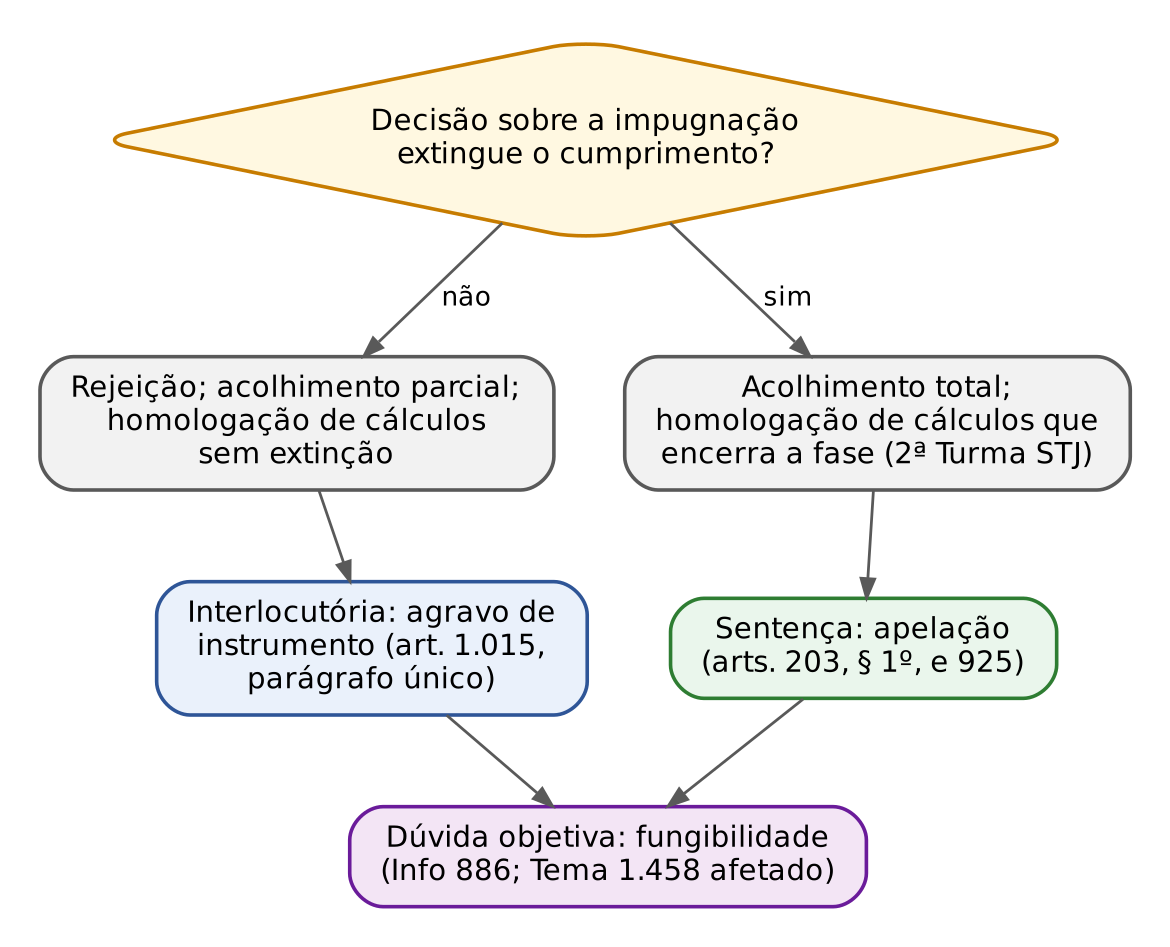 Decisão sobre a impugnação
extingue o cumprimento?
não
sim
Rejeição; acolhimento parcial;
homologação de cálculos
sem extinção
Acolhimento total;
homologação de cálculos que
encerra a fase (2ª Turma STJ)
Interlocutória: agravo de
instrumento (art. 1.015,
parágrafo único)
Sentença: apelação
(arts. 203, § 1º, e 925)
Dúvida objetiva: fungibilidade
(Info 886; Tema 1.458 afetado)